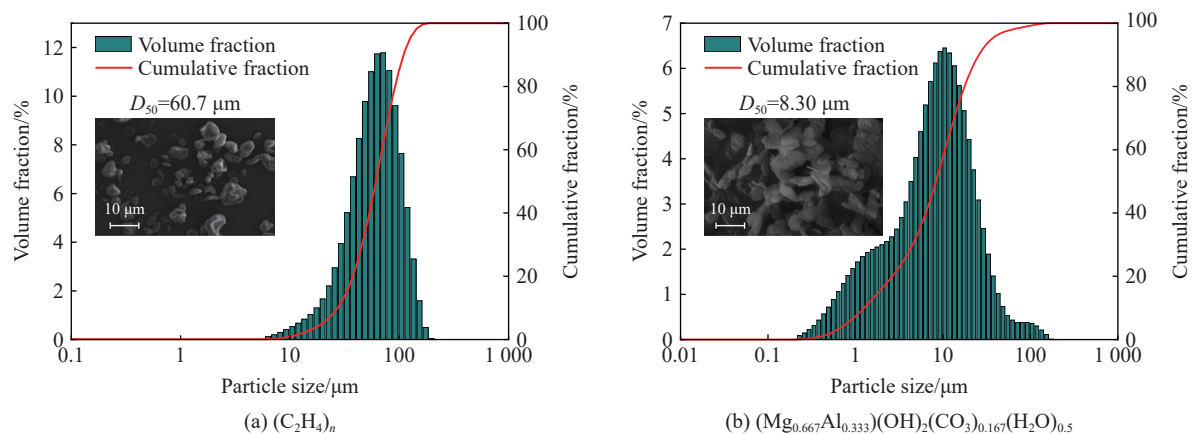 Volume fraction
Cumulative fraction
D₅₀=60.7 μm
10 μm
Volume fraction/%
12
10
8
6
4
2
0
100
80
60
40
20
0
Cumulative fraction/%
0.1 1 10 100 1 000
Particle size/μm
(a) (C₂H₄)ₙ
Volume fraction
Cumulative fraction
D₅₀=8.30 μm
10 μm
Volume fraction/%
7
6
5
4
3
2
1
0
100
80
60
40
20
0
Cumulative fraction/%
0.01 0.1 1 10 100 1 000
Particle size/μm
(b) (Mg₀.₆₆₇Al₀.₃₃₃)(OH)₂(CO₃)₀.₁₆₇(H₂O)₀.₅